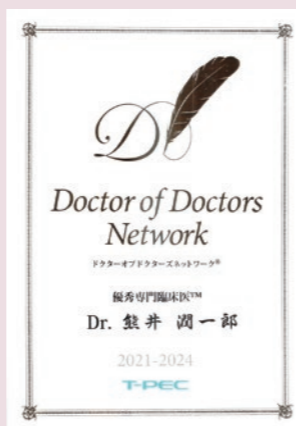 Doctor of Doctors
Network
ドクターオブドクターズネットワーク®
優秀専門臨床医™
Dr. 熊井 潤一郎
2021-2024
T-PEC